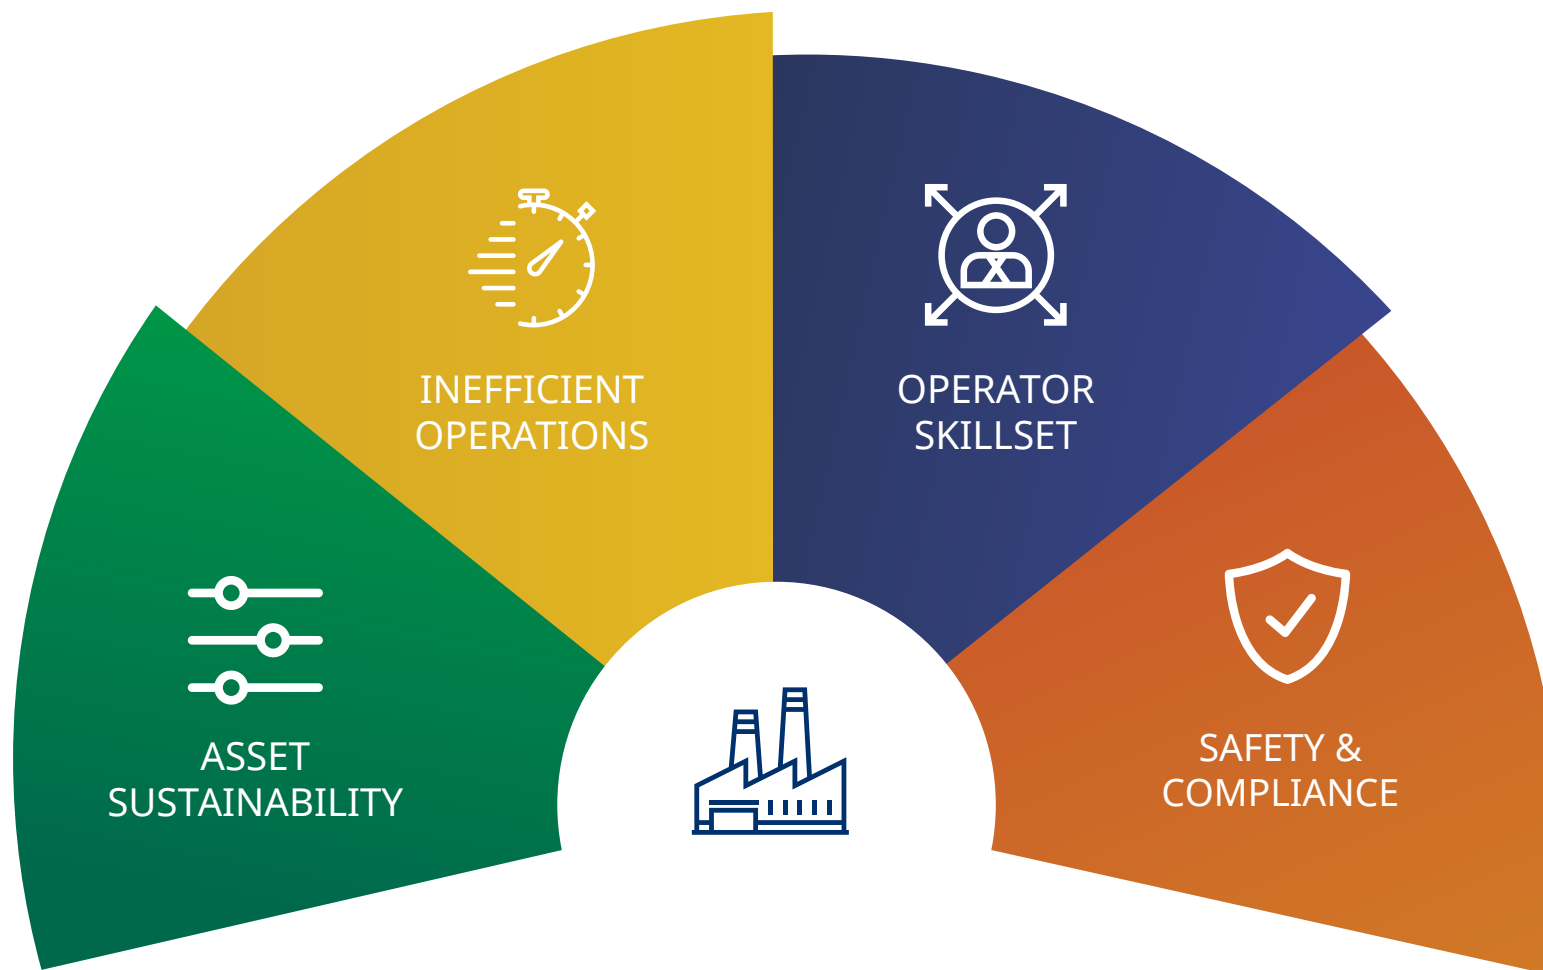 INEFFICIENT
OPERATIONS
OPERATOR
SKILLSET
ASSET
SUSTAINABILITY
SAFETY &
COMPLIANCE